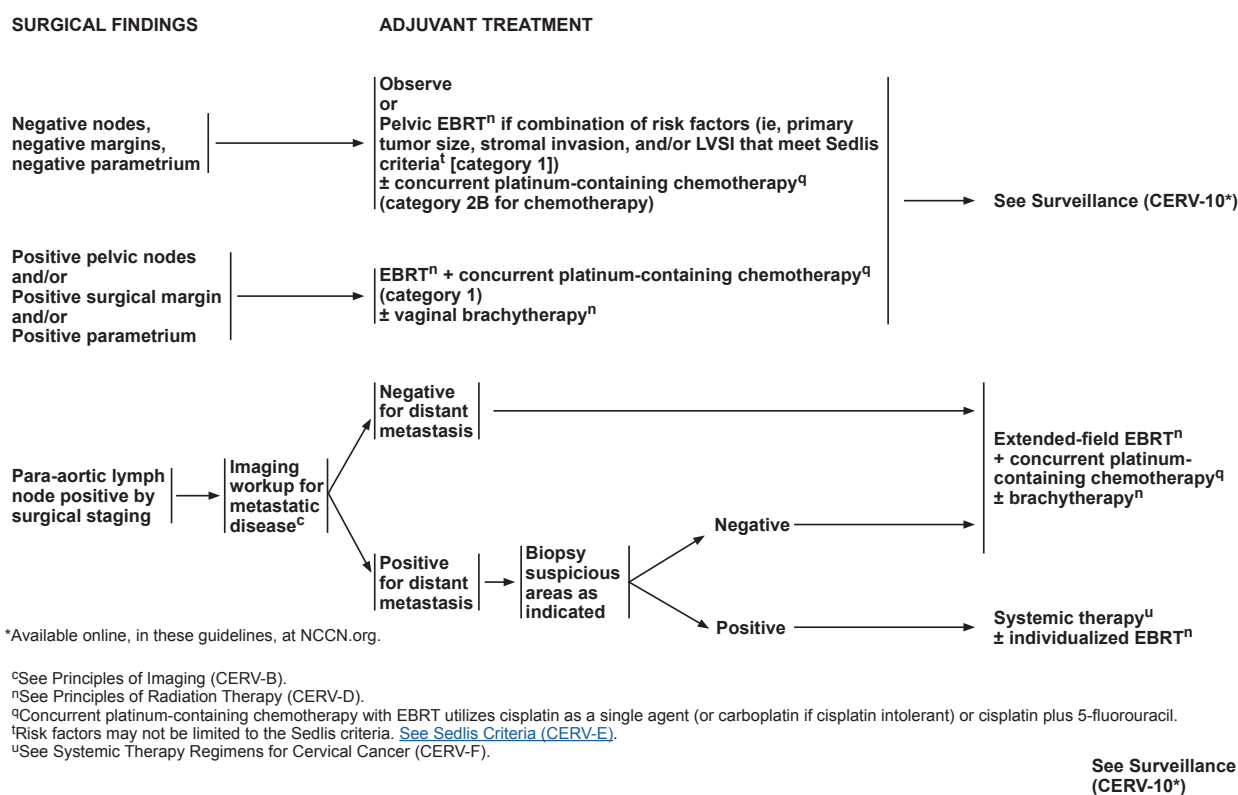 SURGICAL FINDINGS
ADJUVANT TREATMENT
Negative nodes,
negative margins,
negative parametrium
Observe
or
Pelvic EBRTⁿ if combination of risk factors (ie, primary
tumor size, stromal invasion, and/or LVSI that meet Sedlis
criteriaᵗ [category 1])
± concurrent platinum-containing chemotherapy𐞥
(category 2B for chemotherapy)
Positive pelvic nodes
and/or
Positive surgical margin
and/or
Positive parametrium
EBRTⁿ + concurrent platinum-containing chemotherapy𐞥
(category 1)
± vaginal brachytherapyⁿ
See Surveillance (CERV-10*)
Para-aortic lymph
node positive by
surgical staging
Imaging
workup for
metastatic
diseaseᶜ
Negative
for distant
metastasis
Positive
for distant
metastasis
Biopsy
suspicious
areas as
indicated
Negative
Positive
Extended-field EBRTⁿ
+ concurrent platinum-
containing chemotherapy𐞥
± brachytherapyⁿ
Systemic therapyᵘ
± individualized EBRTⁿ
*Available online, in these guidelines, at NCCN.org.
ᶜSee Principles of Imaging (CERV-B).
ⁿSee Principles of Radiation Therapy (CERV-D).
𐞥Concurrent platinum-containing chemotherapy with EBRT utilizes cisplatin as a single agent (or carboplatin if cisplatin intolerant) or cisplatin plus 5-fluorouracil.
ᵗRisk factors may not be limited to the Sedlis criteria. See Sedlis Criteria (CERV-E).
ᵘSee Systemic Therapy Regimens for Cervical Cancer (CERV-F).
See Surveillance
(CERV-10*)